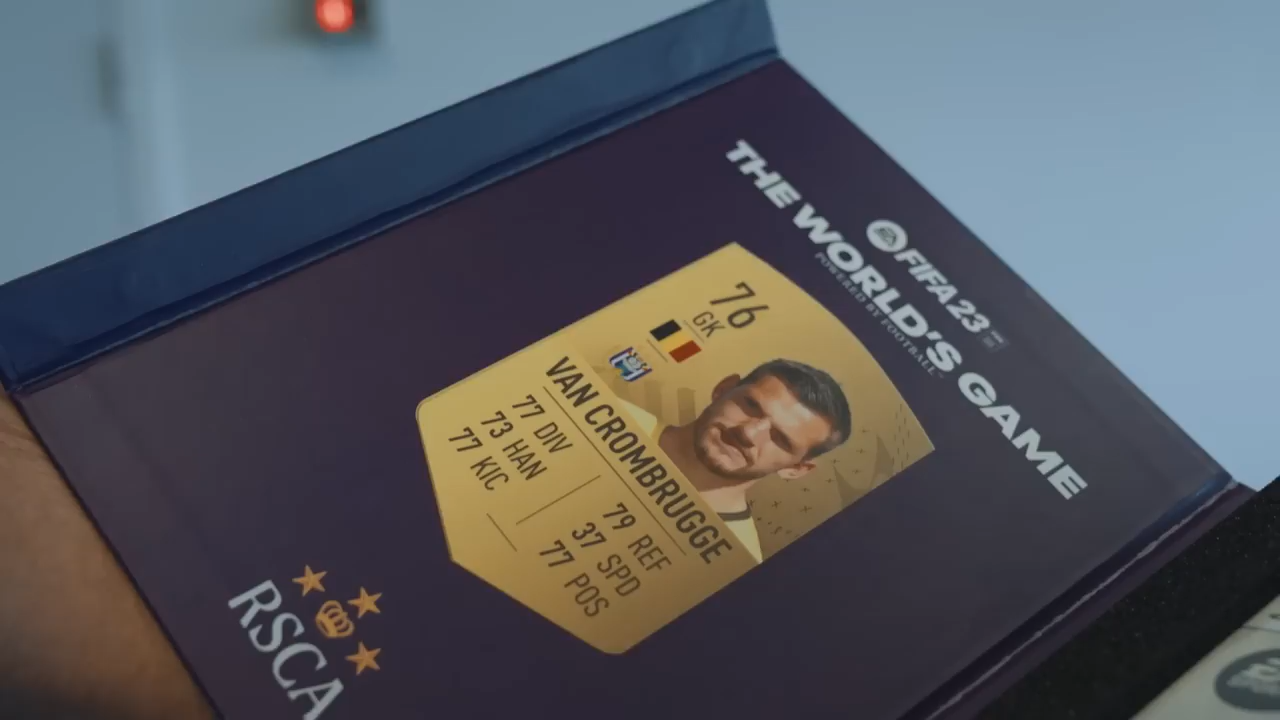 EA FIFA 23
THE WORLD'S GAME
POWERED BY FOOTBALL
76
GK
VAN CROMBRUGGE
77 DIV
73 HAN
77 KIC
79 REF
37 SPD
77 POS
RSCA